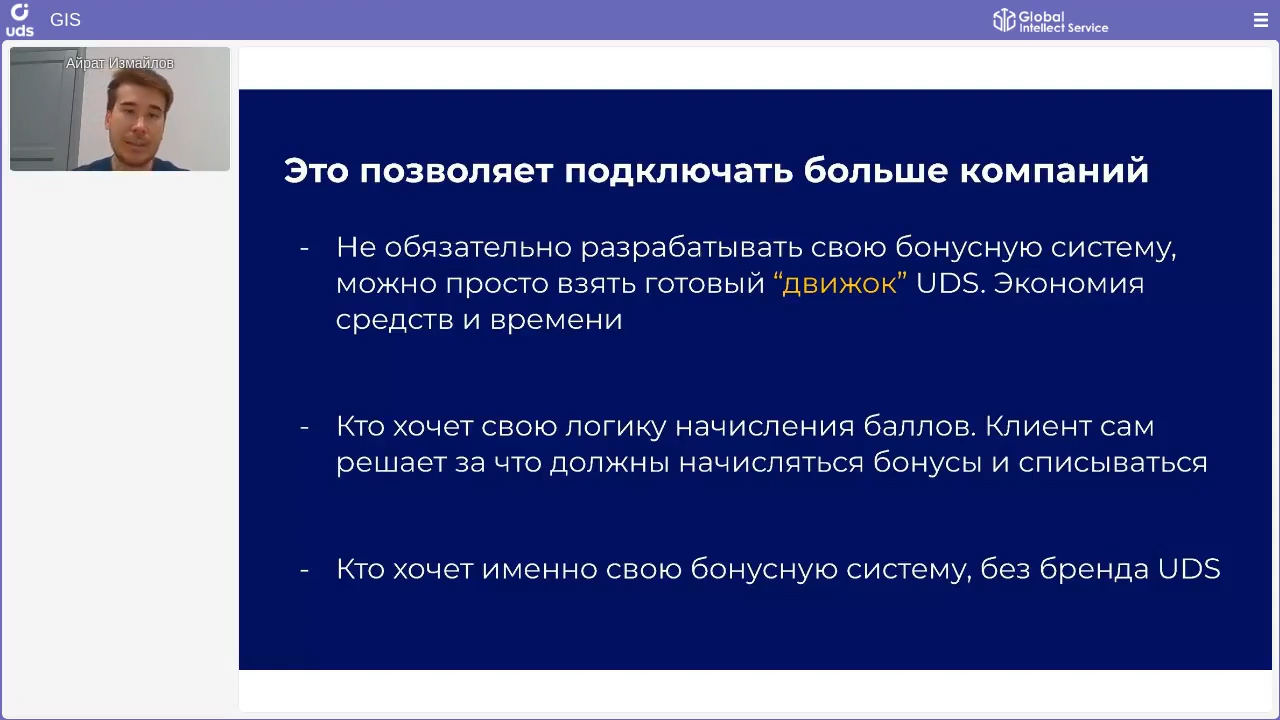 uds
GIS
Global
Intellect Service
Айрат Измайлов
Это позволяет подключать больше компаний
- Не обязательно разрабатывать свою бонусную систему,
можно просто взять готовый “движок” UDS. Экономия
средств и времени
- Кто хочет свою логику начисления баллов. Клиент сам
решает за что должны начисляться бонусы и списываться
- Кто хочет именно свою бонусную систему, без бренда UDS